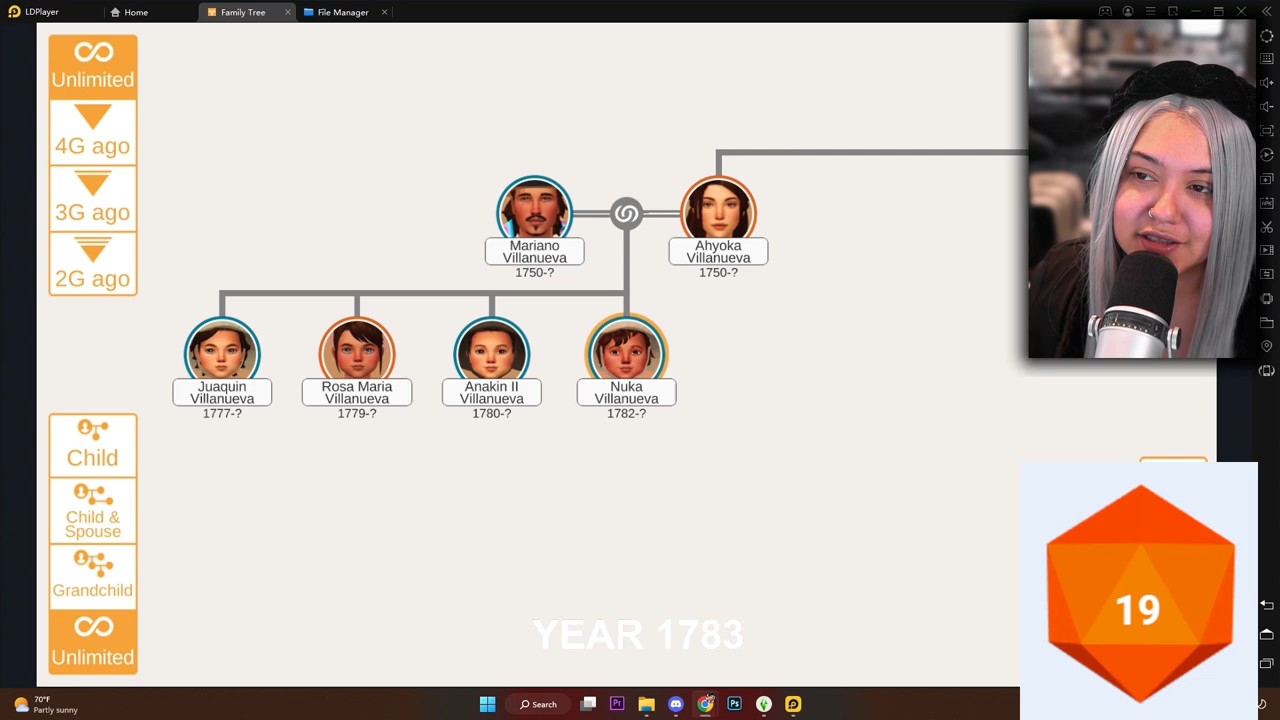 LDPlayer
Home
Family Tree
File Manager
Unlimited
4G ago
3G ago
2G ago
Mariano
Villanueva
1750-?
Ahyoka
Villanueva
1750-?
Juaquin
Villanueva
1777-?
Rosa Maria
Villanueva
1779-?
Anakin II
Villanueva
1780-?
Nuka
Villanueva
1782-?
Child
Child &
Spouse
Grandchild
Unlimited
YEAR 1783
19
70°F
Partly sunny
Search
Pr
Ps